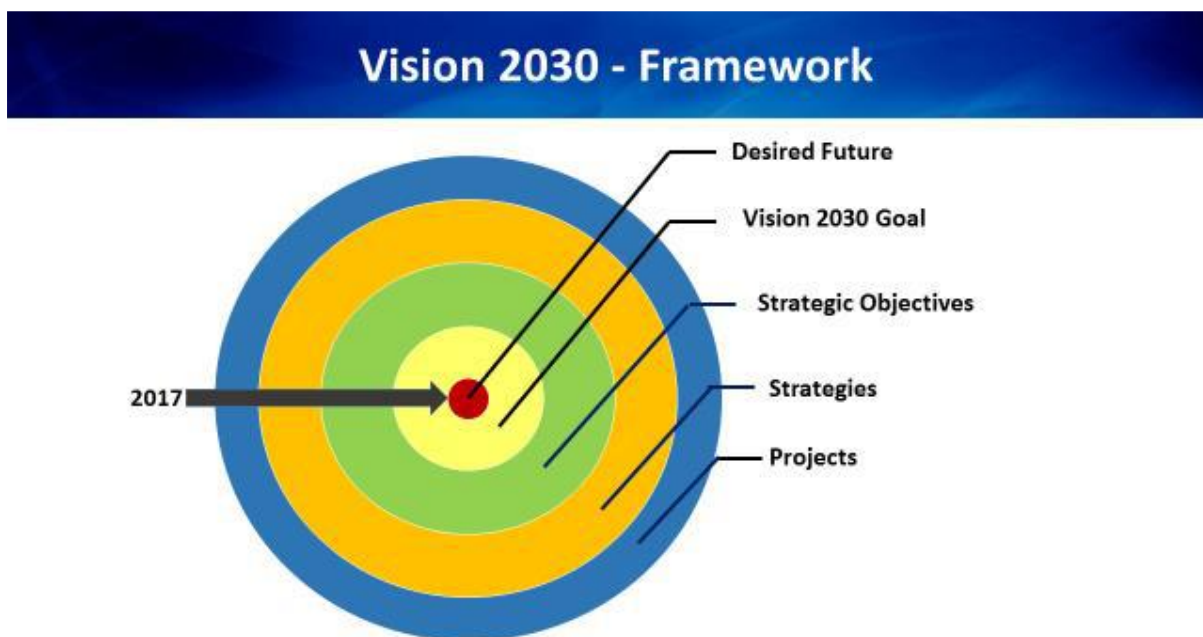 Vision 2030 - Framework
Desired Future
Vision 2030 Goal
Strategic Objectives
2017
Strategies
Projects